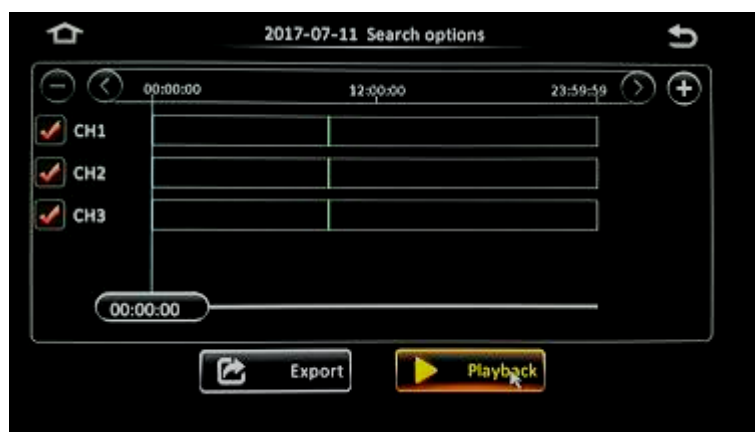 2017-07-11 Search options
00:00:00 12:00:00 23:59:59
CH1
CH2
CH3
00:00:00
Export Playback